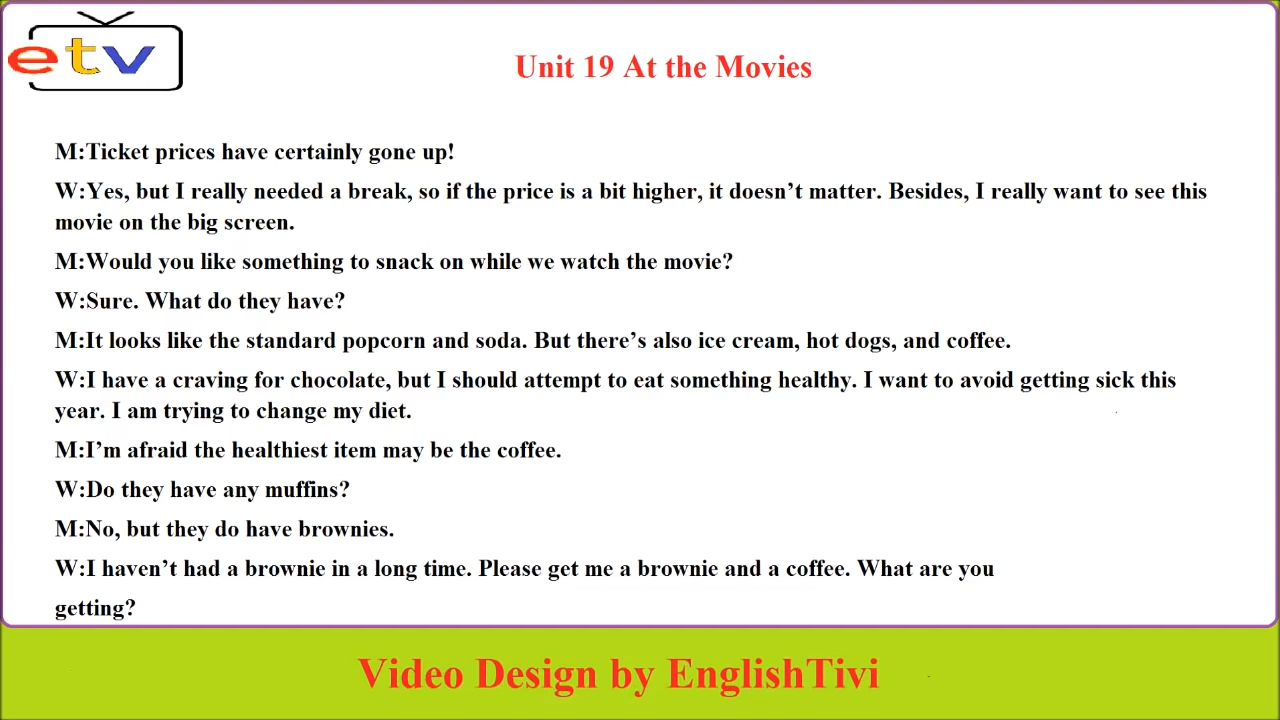 etv
Unit 19 At the Movies
M:Ticket prices have certainly gone up!
W:Yes, but I really needed a break, so if the price is a bit higher, it doesn’t matter. Besides, I really want to see this
movie on the big screen.
M:Would you like something to snack on while we watch the movie?
W:Sure. What do they have?
M:It looks like the standard popcorn and soda. But there’s also ice cream, hot dogs, and coffee.
W:I have a craving for chocolate, but I should attempt to eat something healthy. I want to avoid getting sick this
year. I am trying to change my diet.
M:I’m afraid the healthiest item may be the coffee.
W:Do they have any muffins?
M:No, but they do have brownies.
W:I haven’t had a brownie in a long time. Please get me a brownie and a coffee. What are you
getting?
Video Design by EnglishTivi